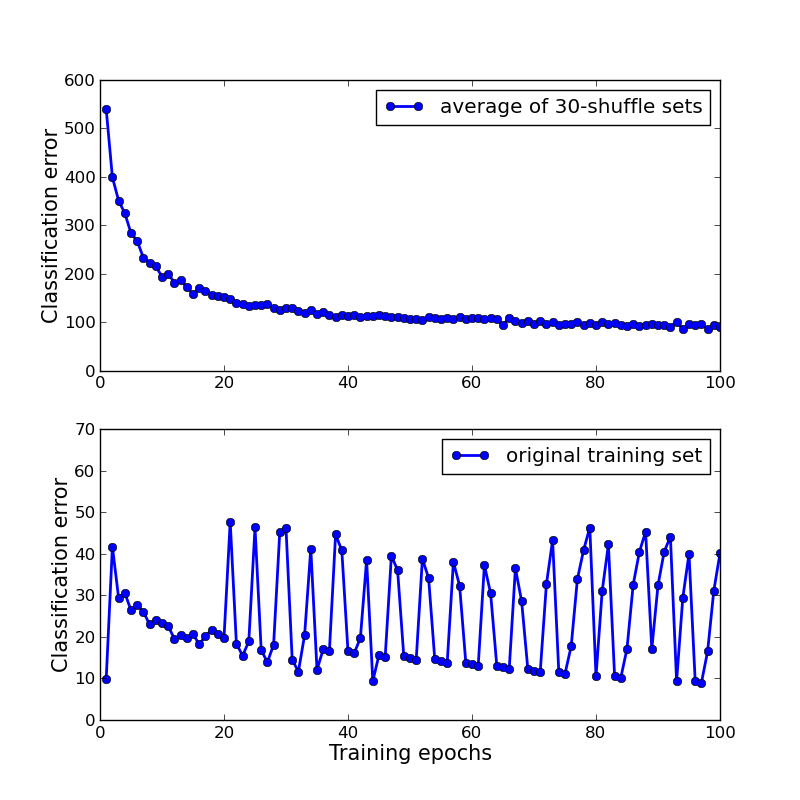 600
500
400
300
200
100
0
Classification error
average of 30-shuffle sets
0 20 40 60 80 100
70
60
50
40
30
20
10
0
Classification error
original training set
0 20 40 60 80 100
Training epochs